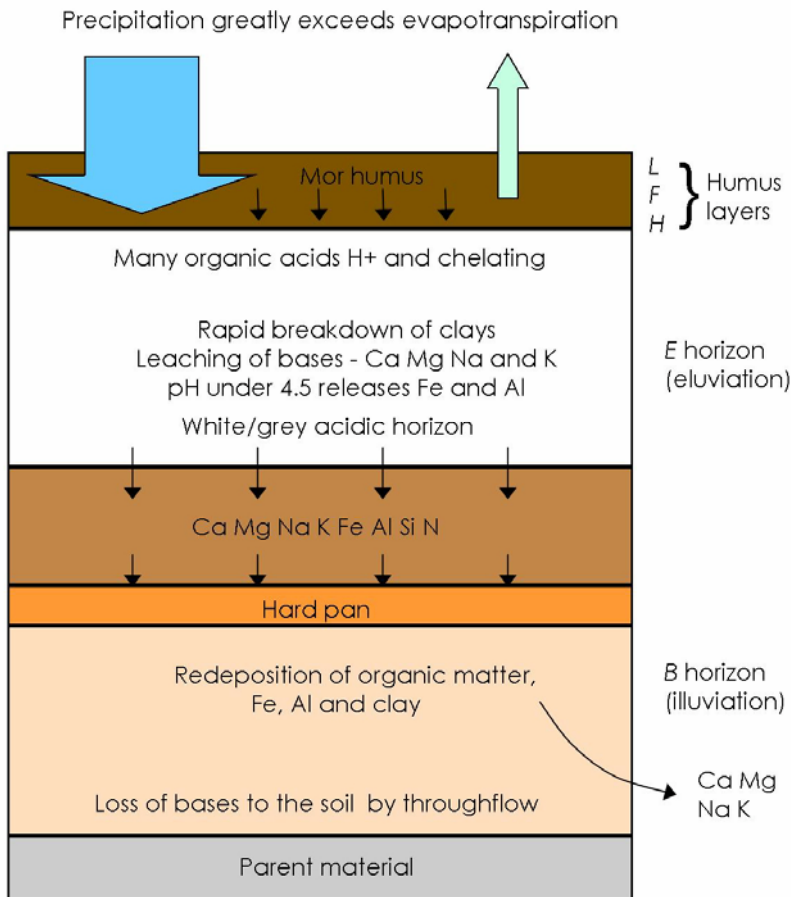 Precipitation greatly exceeds evapotranspiration
Mor humus
L
F
H
Humus
layers
Many organic acids H+ and chelating
Rapid breakdown of clays
Leaching of bases - Ca Mg Na and K
pH under 4.5 releases Fe and Al
White/grey acidic horizon
E horizon
(eluviation)
Ca Mg Na K Fe Al Si N
Hard pan
Redeposition of organic matter,
Fe, Al and clay
B horizon
(illuviation)
Ca Mg
Na K
Loss of bases to the soil by throughflow
Parent material